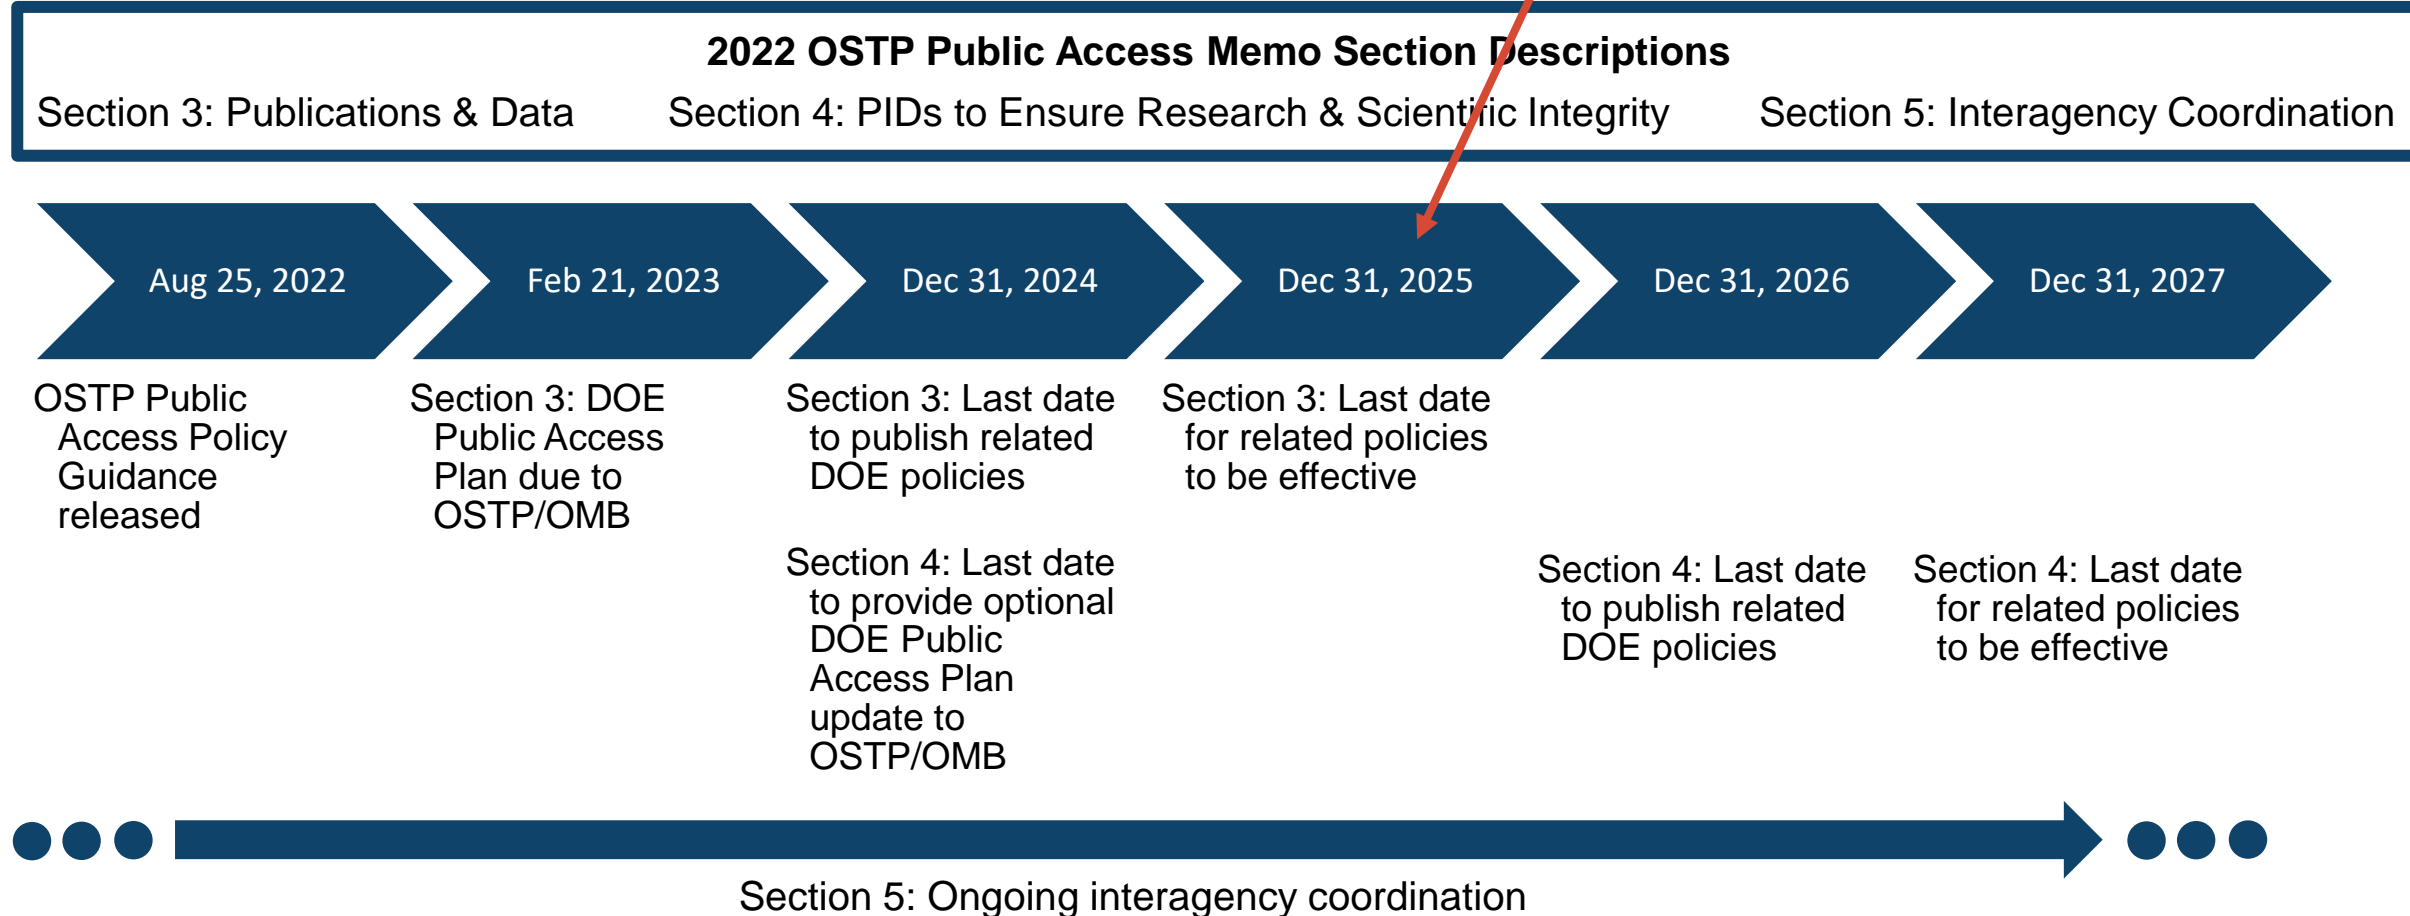 2022 OSTP Public Access Memo Section Descriptions
Section 3: Publications & Data
Section 4: PIDs to Ensure Research & Scientific Integrity
Section 5: Interagency Coordination
Aug 25, 2022
Feb 21, 2023
Dec 31, 2024
Dec 31, 2025
Dec 31, 2026
Dec 31, 2027
OSTP Public
Access Policy
Guidance
released
Section 3: DOE
Public Access
Plan due to
OSTP/OMB
Section 3: Last date
to publish related
DOE policies
Section 4: Last date
to provide optional
DOE Public
Access Plan
update to
OSTP/OMB
Section 3: Last date
for related policies
to be effective
Section 4: Last date
to publish related
DOE policies
Section 4: Last date
for related policies
to be effective
Section 5: Ongoing interagency coordination